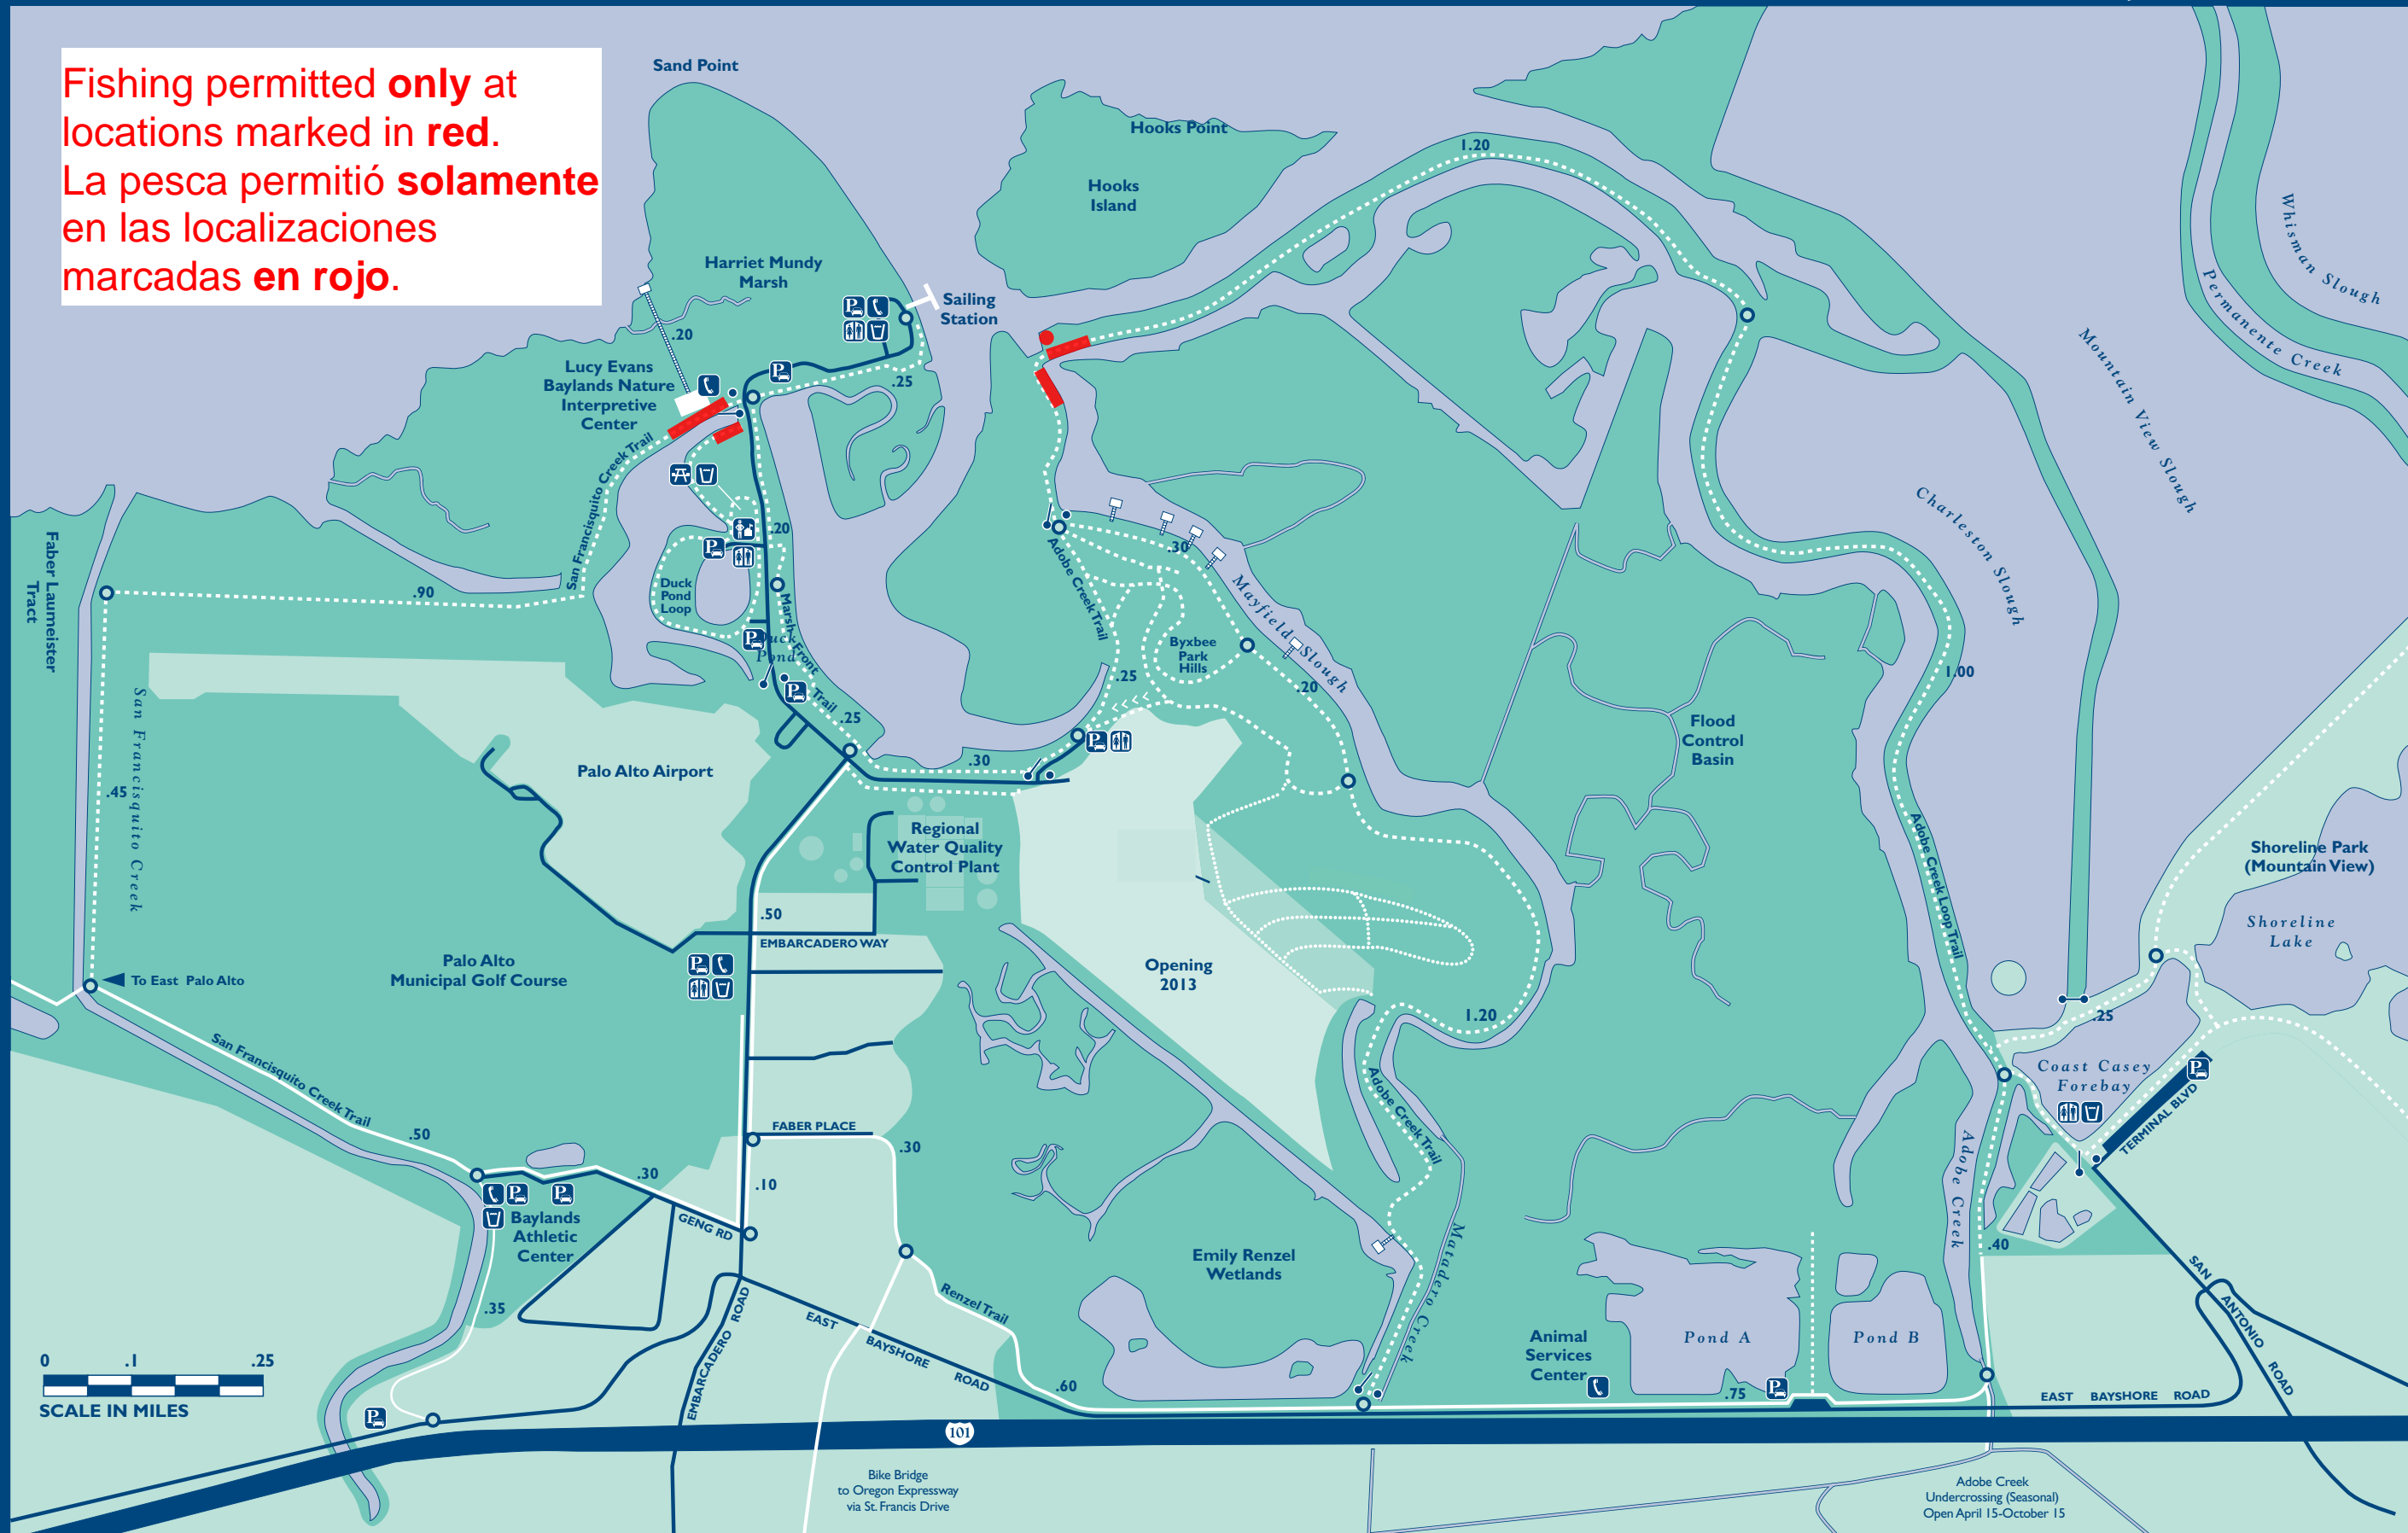 Fishing permitted only at
locations marked in red.
La pesca permitió solamente
en las localizaciones
marcadas en rojo.
Sand Point
Hooks Point
Hooks
Island
1.20
Whisman Slough
Permanente Creek
Mountain View Slough
Harriet Mundy
Marsh
Sailing
Station
P
.20
Lucy Evans
Baylands Nature
Interpretive
Center
P
.25
San Francisquito Creek Trail
Charleston Slough
Faber Laumeister
Tract
.90
.20
P
Duck
Pond
Loop
Marsh Front Trail
P
Duck
Pond
P
.25
Adobe Creek Trail
.30
Mayfield Slough
Byxbee
Park
Hills
.25
.20
1.00
San Francisquito Creek
.45
Palo Alto Airport
.30
P
Flood
Control
Basin
Regional
Water Quality
Control Plant
Adobe Creek Loop Trail
Shoreline Park
(Mountain View)
Shoreline
Lake
.50
EMBARCADERO WAY
P
Palo Alto
Municipal Golf Course
To East Palo Alto
Opening
2013
1.20
.25
San Francisquito Creek Trail
.50
Coast Casey
Forebay
P
TERMINAL BLVD
Adobe Creek Trail
FABER PLACE
.30
.30
.10
P
P
Baylands
Athletic
Center
GENG RD
Adobe Creek
.40
Matadero Creek
Emily Renzel
Wetlands
SAN ANTONIO ROAD
.35
Renzel Trail
EAST BAYSHORE ROAD
EMBARCADERO ROAD
Animal
Services
Center
Pond A
Pond B
0 .1 .25
SCALE IN MILES
P
.60
.75
P
EAST BAYSHORE ROAD
101
Bike Bridge
to Oregon Expressway
via St. Francis Drive
Adobe Creek
Undercrossing (Seasonal)
Open April 15-October 15